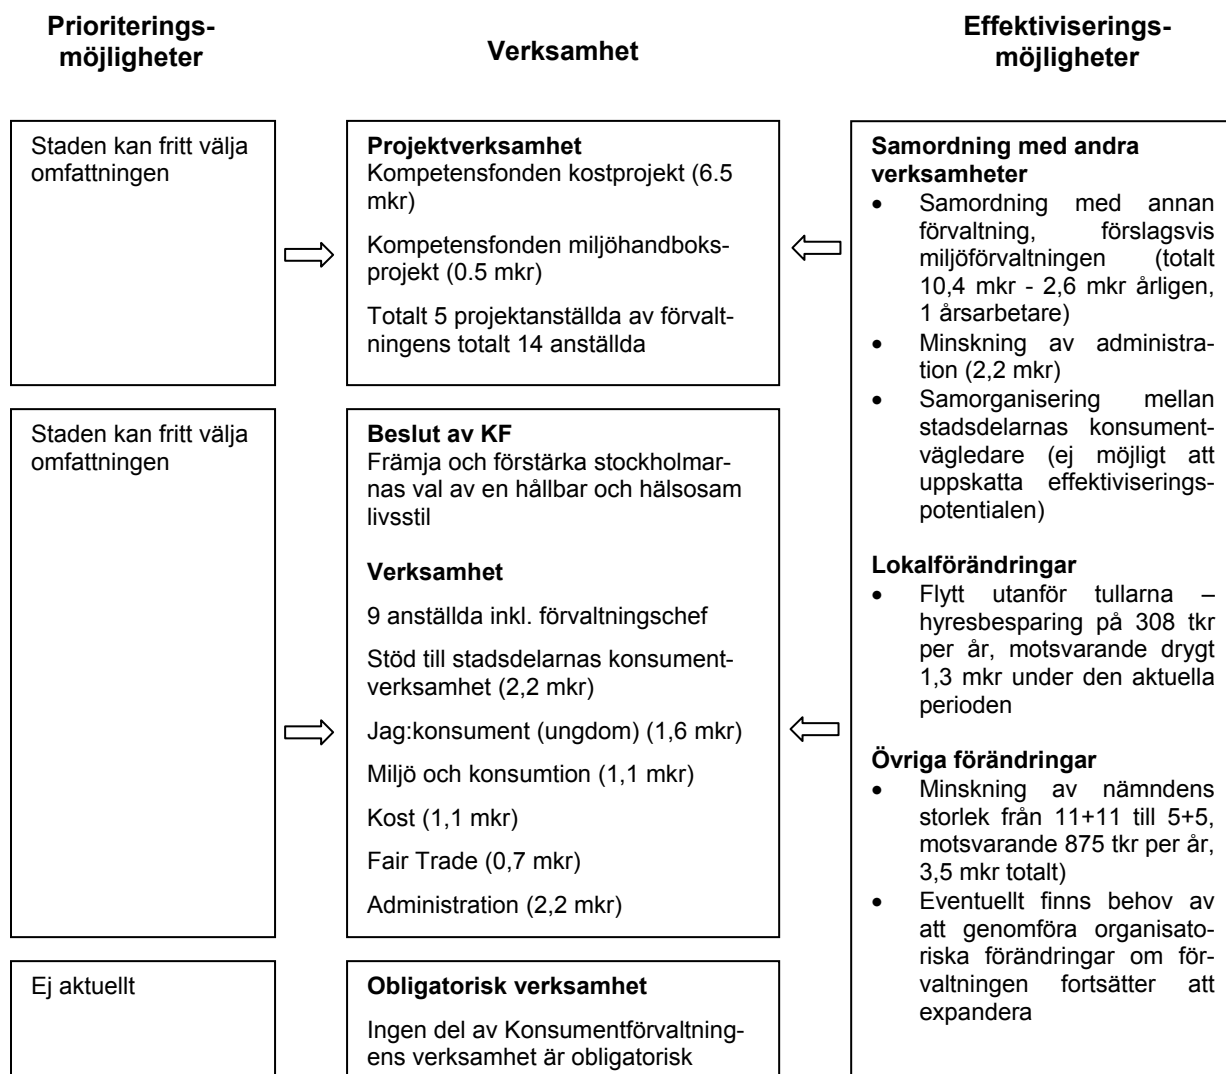 Prioriterings-
möjligheter
Verksamhet
Effektiviserings-
möjligheter
Staden kan fritt välja
omfattningen
Projektverksamhet
Kompetensfonden kostprojekt (6.5
mkr)
Kompetensfonden miljöhandboks-
projekt (0.5 mkr)
Totalt 5 projektanställda av förvalt-
ningens totalt 14 anställda
Staden kan fritt välja
omfattningen
Beslut av KF
Främja och förstärka stockholmar-
nas val av en hållbar och hälsosam
livsstil
Verksamhet
9 anställda inkl. förvaltningschef
Stöd till stadsdelarnas konsument-
verksamhet (2,2 mkr)
Jag:konsument (ungdom) (1,6 mkr)
Miljö och konsumtion (1,1 mkr)
Kost (1,1 mkr)
Fair Trade (0,7 mkr)
Administration (2,2 mkr)
Ej aktuellt
Obligatorisk verksamhet
Ingen del av Konsumentförvaltning-
ens verksamhet är obligatorisk
Samordning med andra
verksamheter
• Samordning med annan
förvaltning, förslagsvis
miljöförvaltningen (totalt
10,4 mkr - 2,6 mkr årligen,
1 årsarbetare)
• Minskning av administra-
tion (2,2 mkr)
• Samorganisering mellan
stadsdelarnas konsument-
vägledare (ej möjligt att
uppskatta effektiviserings-
potentialen)
Lokalförändringar
• Flytt utanför tullarna –
hyresbesparing på 308 tkr
per år, motsvarande drygt
1,3 mkr under den aktuella
perioden
Övriga förändringar
• Minskning av nämndens
storlek från 11+11 till 5+5,
motsvarande 875 tkr per år,
3,5 mkr totalt)
• Eventuellt finns behov av
att genomföra organisato-
riska förändringar om för-
valtningen fortsätter att
expandera